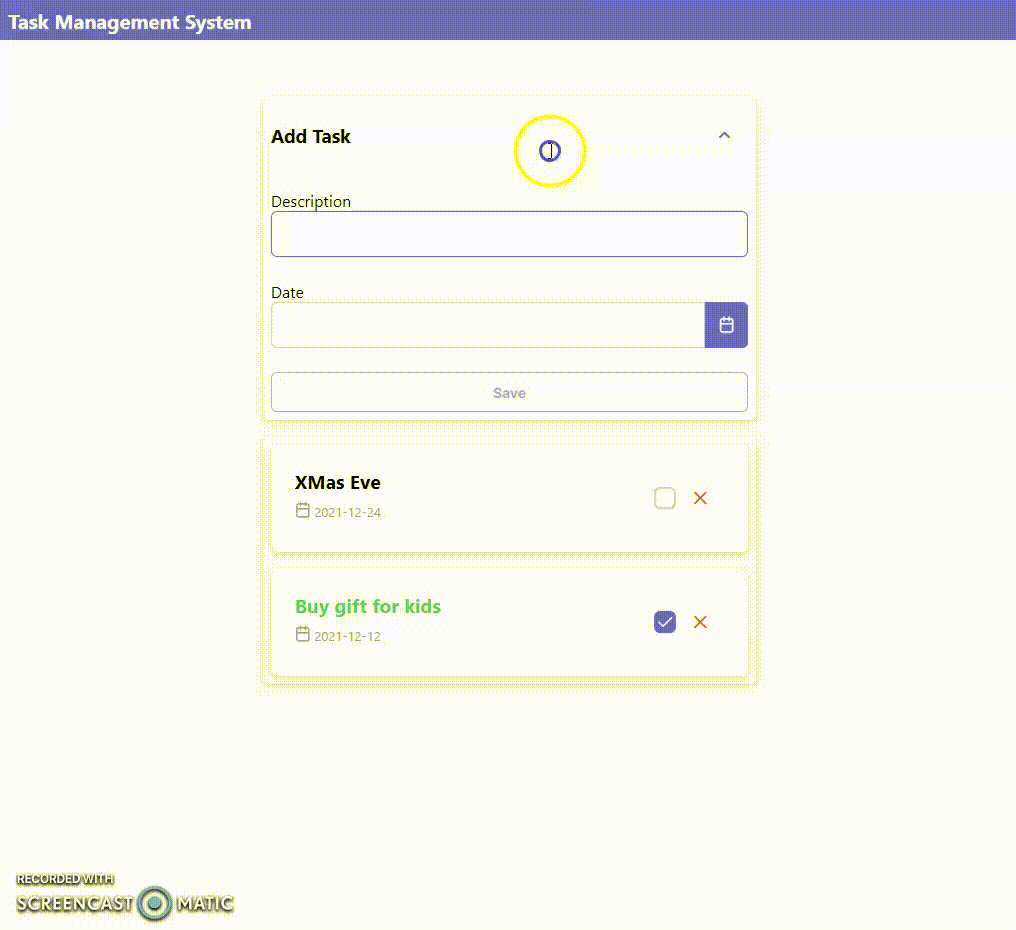 Task Management System
Add Task
Description
Date
Save
XMas Eve
2021-12-24
Buy gift for kids
2021-12-12
RECORDED WITH
SCREENCAST MATIC